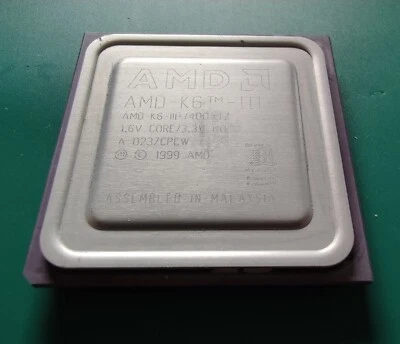 AMD
AMD-K6™-III
AMD-K6-III+/400
1.6V CORE/3.3V I/O
A 0237CPEW
© 1999 AMD
ASSEMBLED IN MALAYSIA